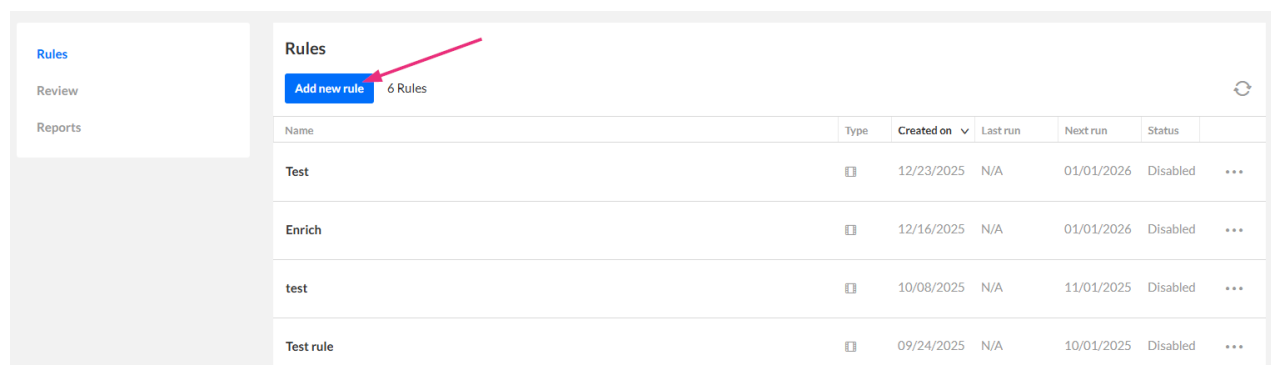 Rules
Review
Reports
Rules
Add new rule 6 Rules
Name Type Created on Last run Next run Status
Test 12/23/2025 N/A 01/01/2026 Disabled
Enrich 12/16/2025 N/A 01/01/2026 Disabled
test 10/08/2025 N/A 11/01/2025 Disabled
Test rule 09/24/2025 N/A 10/01/2025 Disabled